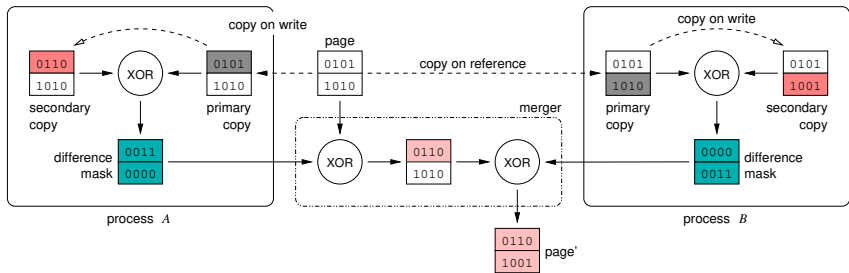 copy on write
page
copy on write
0110
1010
XOR
0101
1010
0101
1010
copy on reference
0101
1010
XOR
0101
1001
secondary
copy
primary
copy
merger
primary
copy
secondary
copy
difference
mask
0011
0000
XOR
0110
1010
XOR
0000
0011
difference
mask
process A
process B
0110
1001
page'